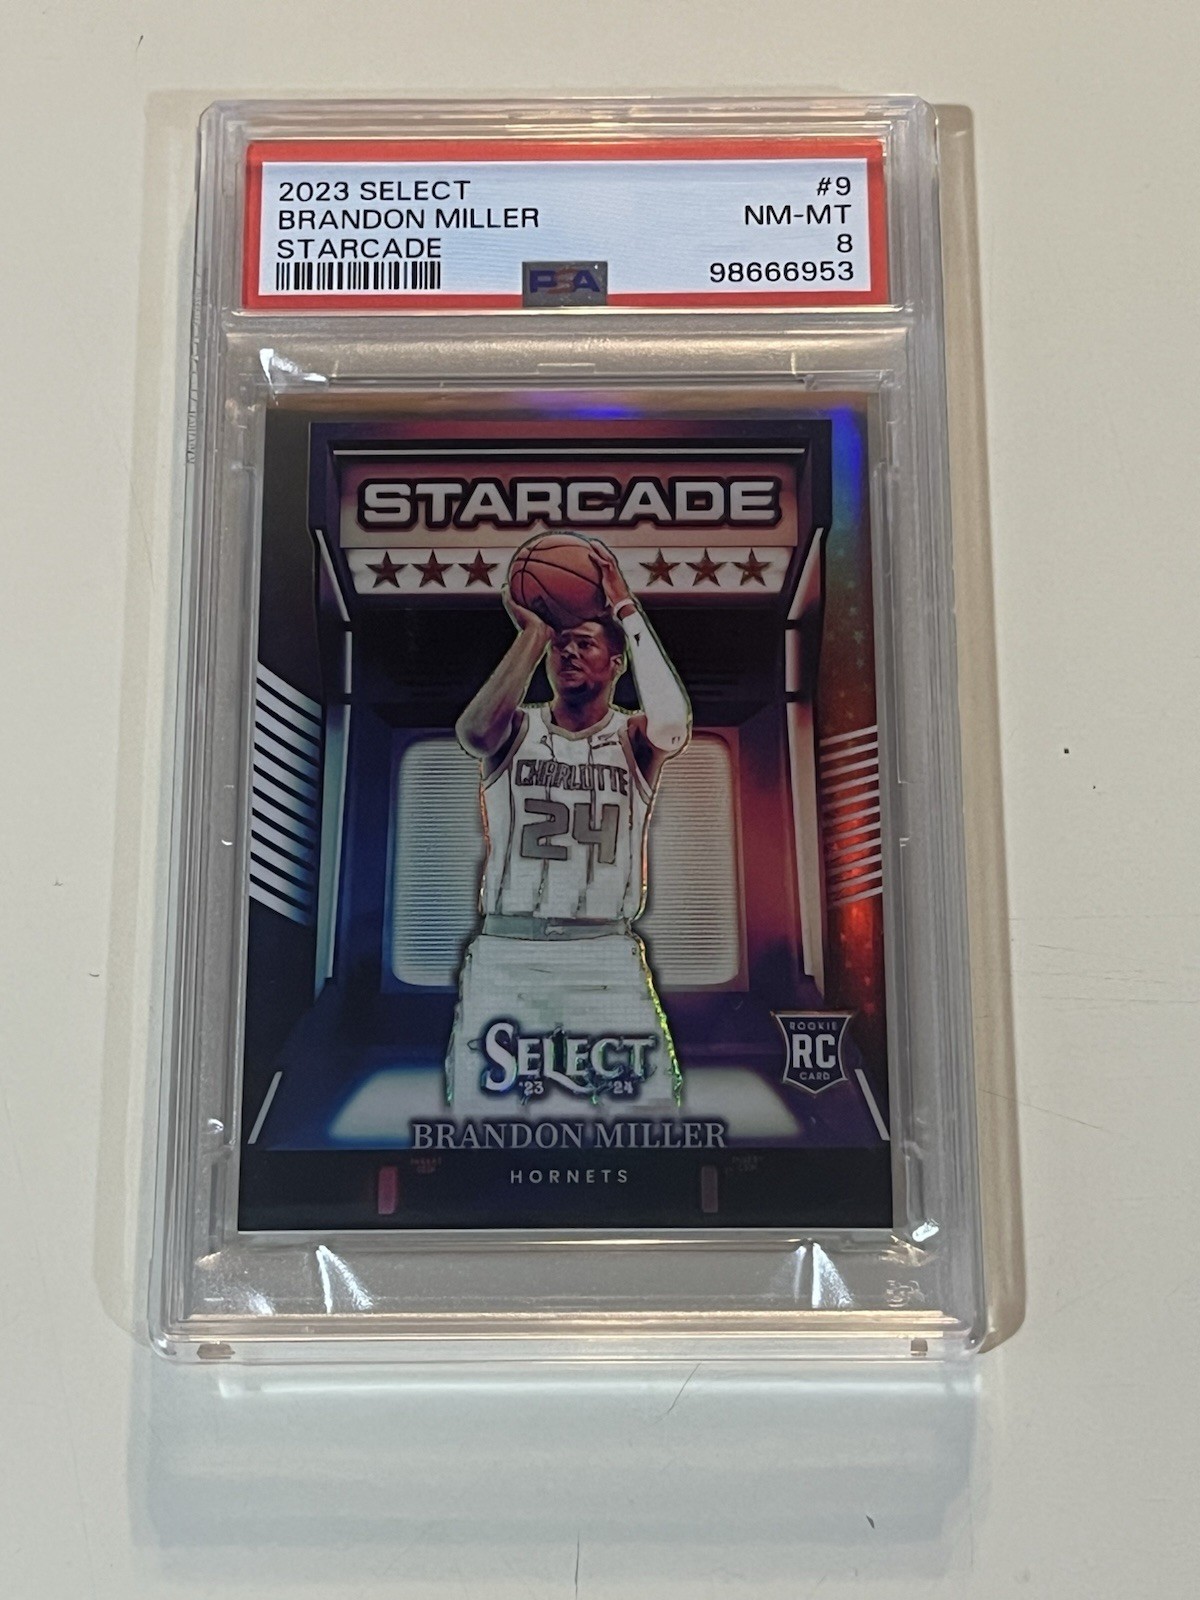 2023 SELECT #9
BRANDON MILLER NM-MT
STARCADE 8
PSA 98666953
STARCADE
CHARLOTTE
24
SELECT
'23 '24
ROOKIE
RC
CARD
BRANDON MILLER
HORNETS